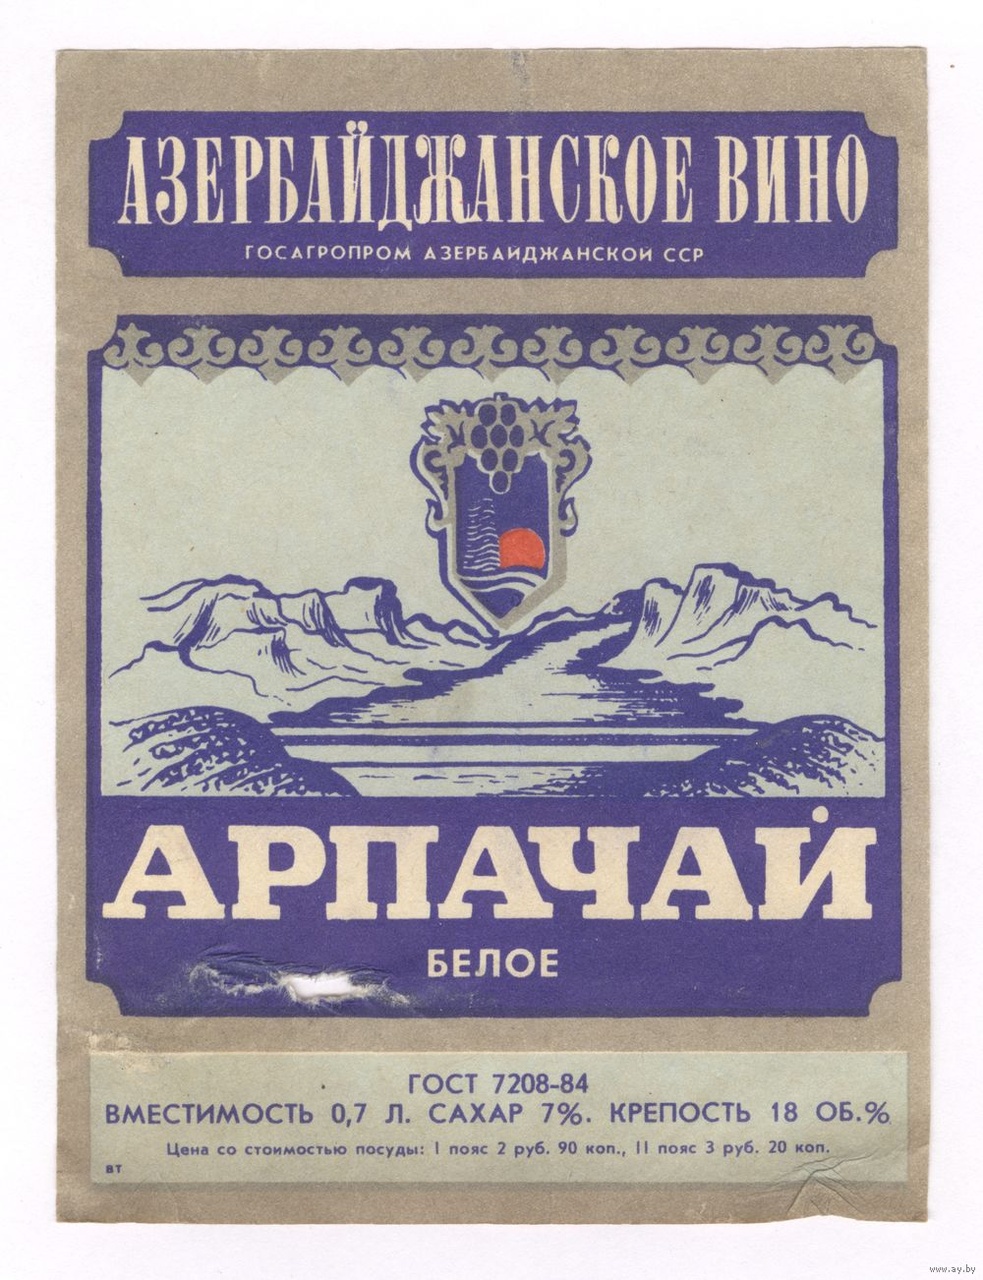 АЗЕРБАЙДЖАНСКОЕ ВИНО
ГОСАГРОПРОМ АЗЕРБАЙДЖАНСКОЙ ССР
АРПАЧАЙ
БЕЛОЕ
ГОСТ 7208-84
ВМЕСТИМОСТЬ 0,7 Л. САХАР 7%. КРЕПОСТЬ 18 ОБ.%
Цена со стоимостью посуды: I пояс 2 руб. 90 коп., II пояс 3 руб. 20 коп.
ВТ
www.ay.by